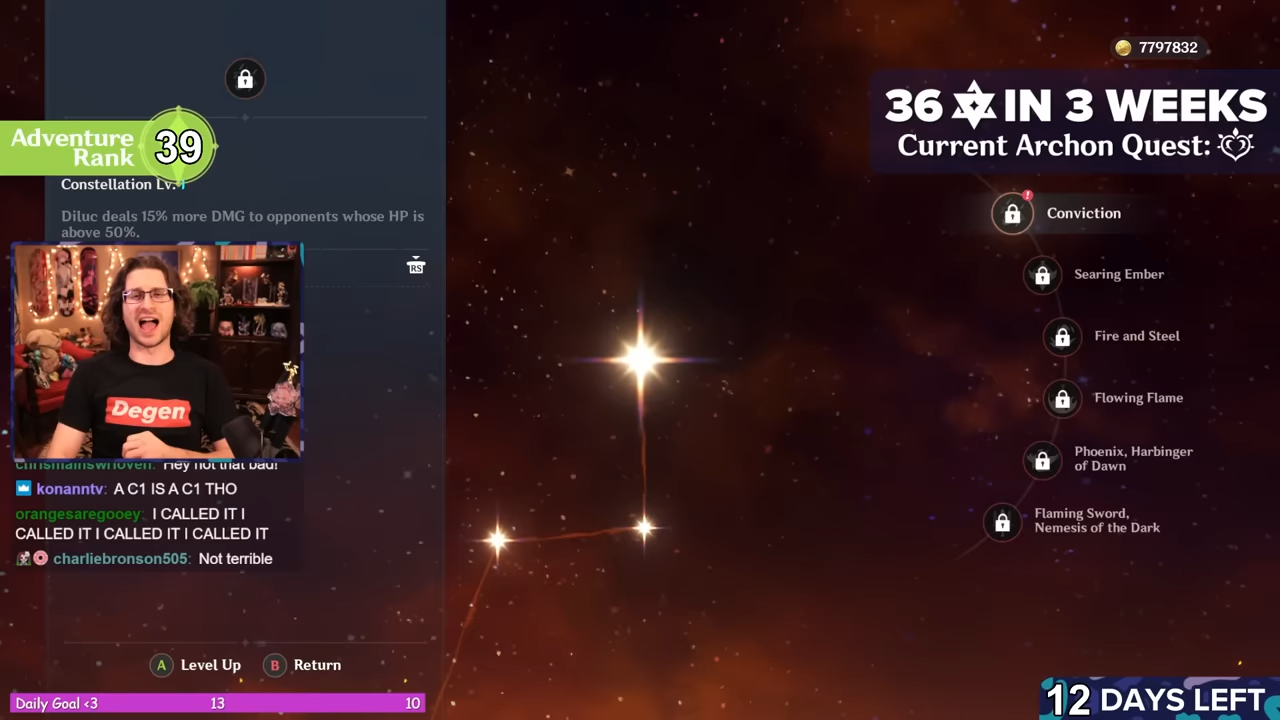 7797832
36 IN 3 WEEKS
Current Archon Quest:
Adventure
Rank
39
Constellation Lv. 1
Diluc deals 15% more DMG to opponents whose HP is
above 50%.
RS
Conviction
Searing Ember
Fire and Steel
Flowing Flame
Phoenix, Harbinger
of Dawn
Flaming Sword,
Nemesis of the Dark
Degen
chrismainswrioven: Hey not that bad!
konanntv: A C1 IS A C1 THO
orangesaregooey: I CALLED IT I
CALLED IT I CALLED IT I CALLED IT
charliebronson505: Not terrible
A Level Up B Return
Daily Goal <3 13 10
12 DAYS LEFT